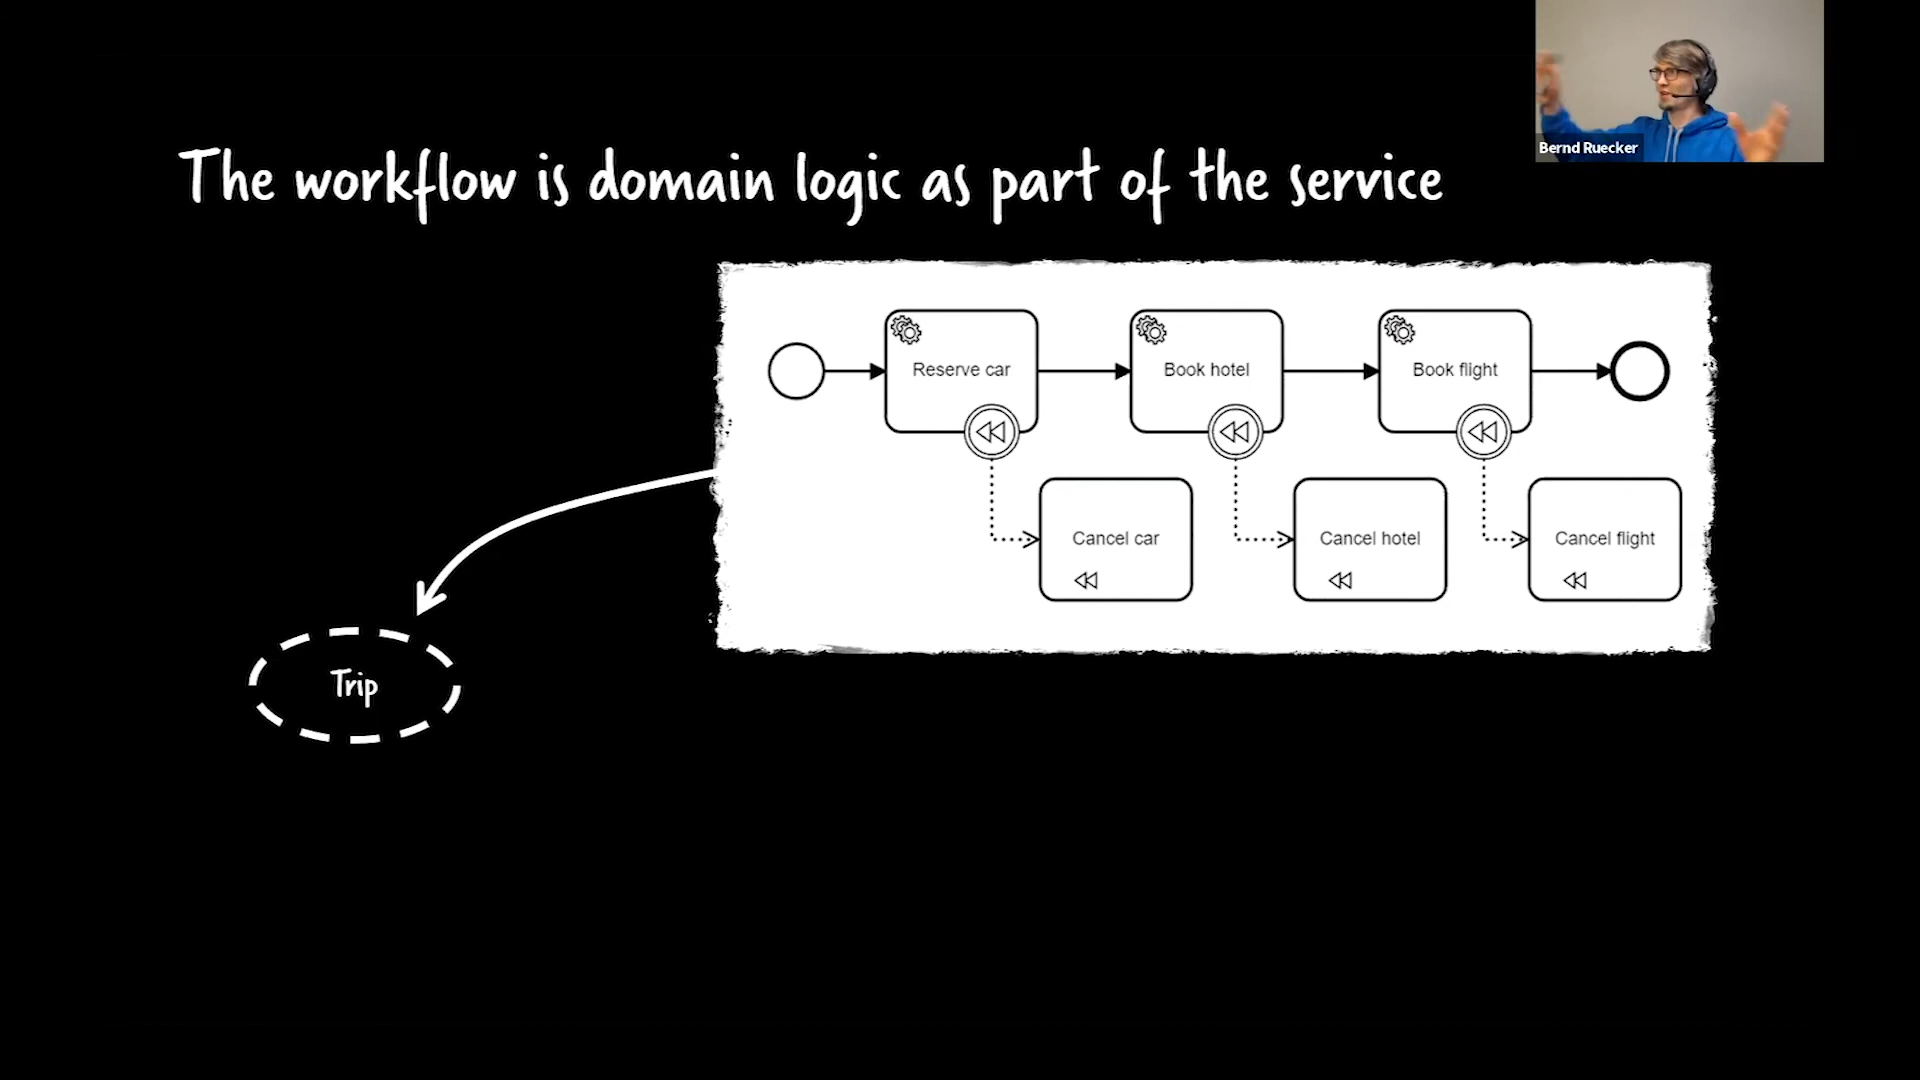 Bernd Ruecker
The workflow is domain logic as part of the service
Reserve car
Book hotel
Book flight
Cancel car
Cancel hotel
Cancel flight
Trip